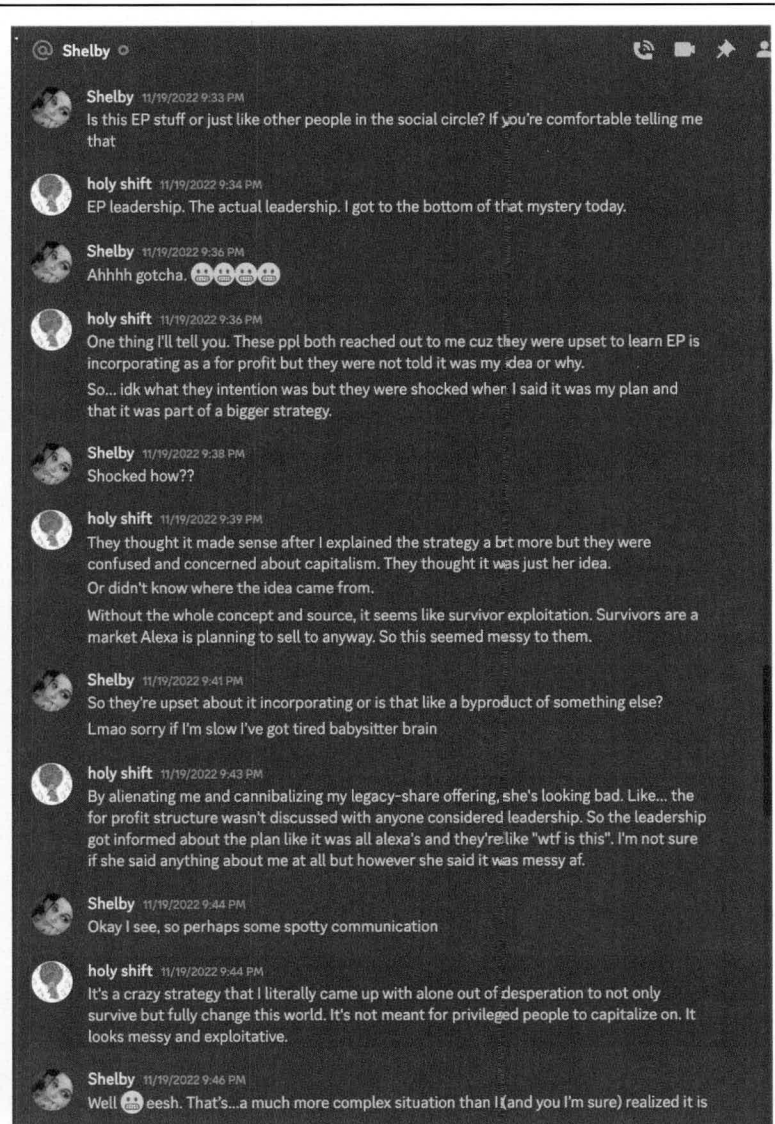 @ Shelby
Shelby 11/19/2022 9:33 PM
Is this EP stuff or just like other people in the social circle? If you're comfortable telling me
that
holy shift 11/19/2022 9:34 PM
EP leadership. The actual leadership. I got to the bottom of that mystery today.
Shelby 11/19/2022 9:36 PM
Ahhhh gotcha. 😬😬😬😬
holy shift 11/19/2022 9:36 PM
One thing I'll tell you. These ppl both reached out to me cuz they were upset to learn EP is
incorporating as a for profit but they were not told it was my idea or why.
So... idk what they intention was but they were shocked when I said it was my plan and
that it was part of a bigger strategy.
Shelby 11/19/2022 9:38 PM
Shocked how??
holy shift 11/19/2022 9:39 PM
They thought it made sense after I explained the strategy a bit more but they were
confused and concerned about capitalism. They thought it was just her idea.
Or didn't know where the idea came from.
Without the whole concept and source, it seems like survivor exploitation. Survivors are a
market Alexa is planning to sell to anyway. So this seemed messy to them.
Shelby 11/19/2022 9:41 PM
So they're upset about it incorporating or is that like a byproduct of something else?
Lmao sorry if I'm slow I've got tired babysitter brain
holy shift 11/19/2022 9:43 PM
By alienating me and cannibalizing my legacy-share offering, she's looking bad. Like... the
for profit structure wasn't discussed with anyone considered leadership. So the leadership
got informed about the plan like it was all alexa's and they're like "wtf is this". I'm not sure
if she said anything about me at all but however she said it was messy af.
Shelby 11/19/2022 9:44 PM
Okay I see, so perhaps some spotty communication
holy shift 11/19/2022 9:44 PM
It's a crazy strategy that I literally came up with alone out of desperation to not only
survive but fully change this world. It's not meant for privileged people to capitalize on. It
looks messy and exploitative.
Shelby 11/19/2022 9:46 PM
Well 😬 eesh. That's...a much more complex situation than I (and you I'm sure) realized it is